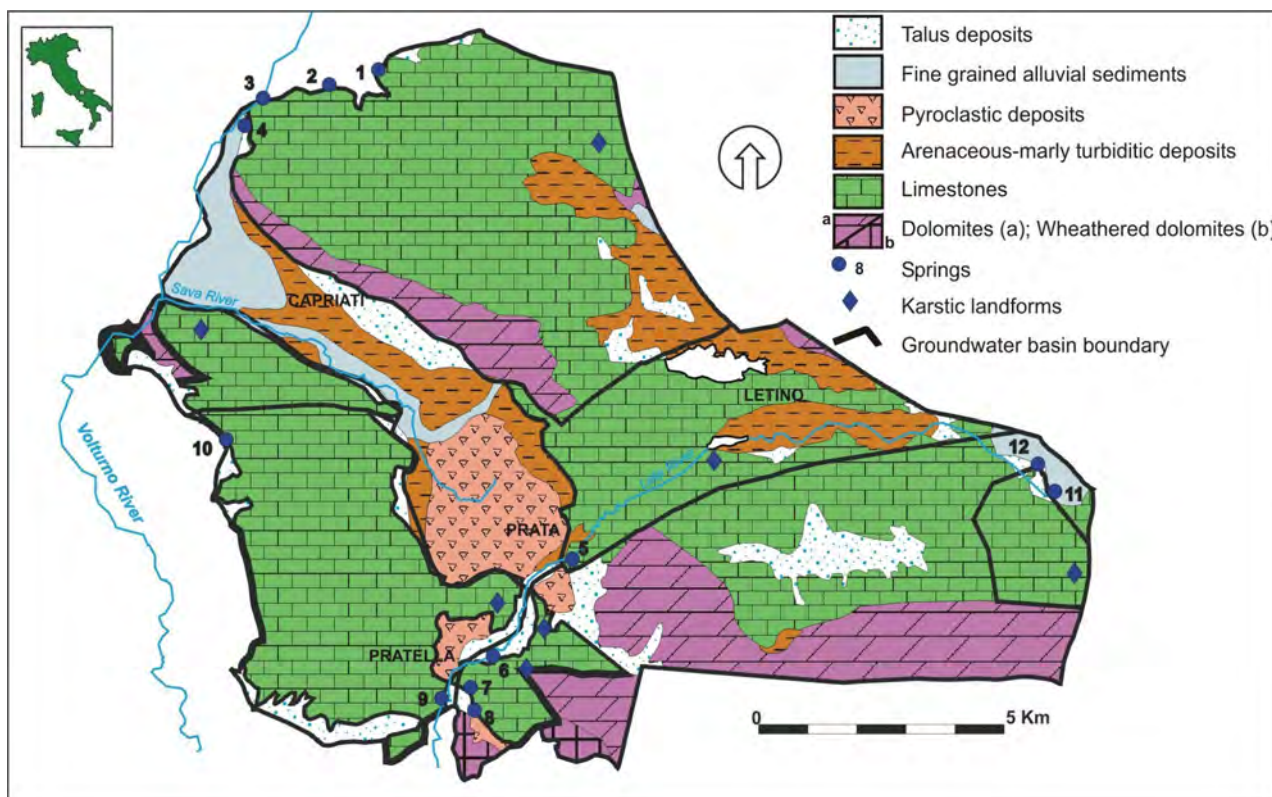 Talus deposits
Fine grained alluvial sediments
Pyroclastic deposits
Arenaceous-marly turbiditic deposits
Limestones
a
b
Dolomites (a); Wheathered dolomites (b)
8
Springs
Karstic landforms
Groundwater basin boundary
1
2
3
4
Sava River
CAPRIATI
LETINO
10
Volturno River
12
11
PRATA
5
PRATELLA
6
7
9
8
0
5 Km